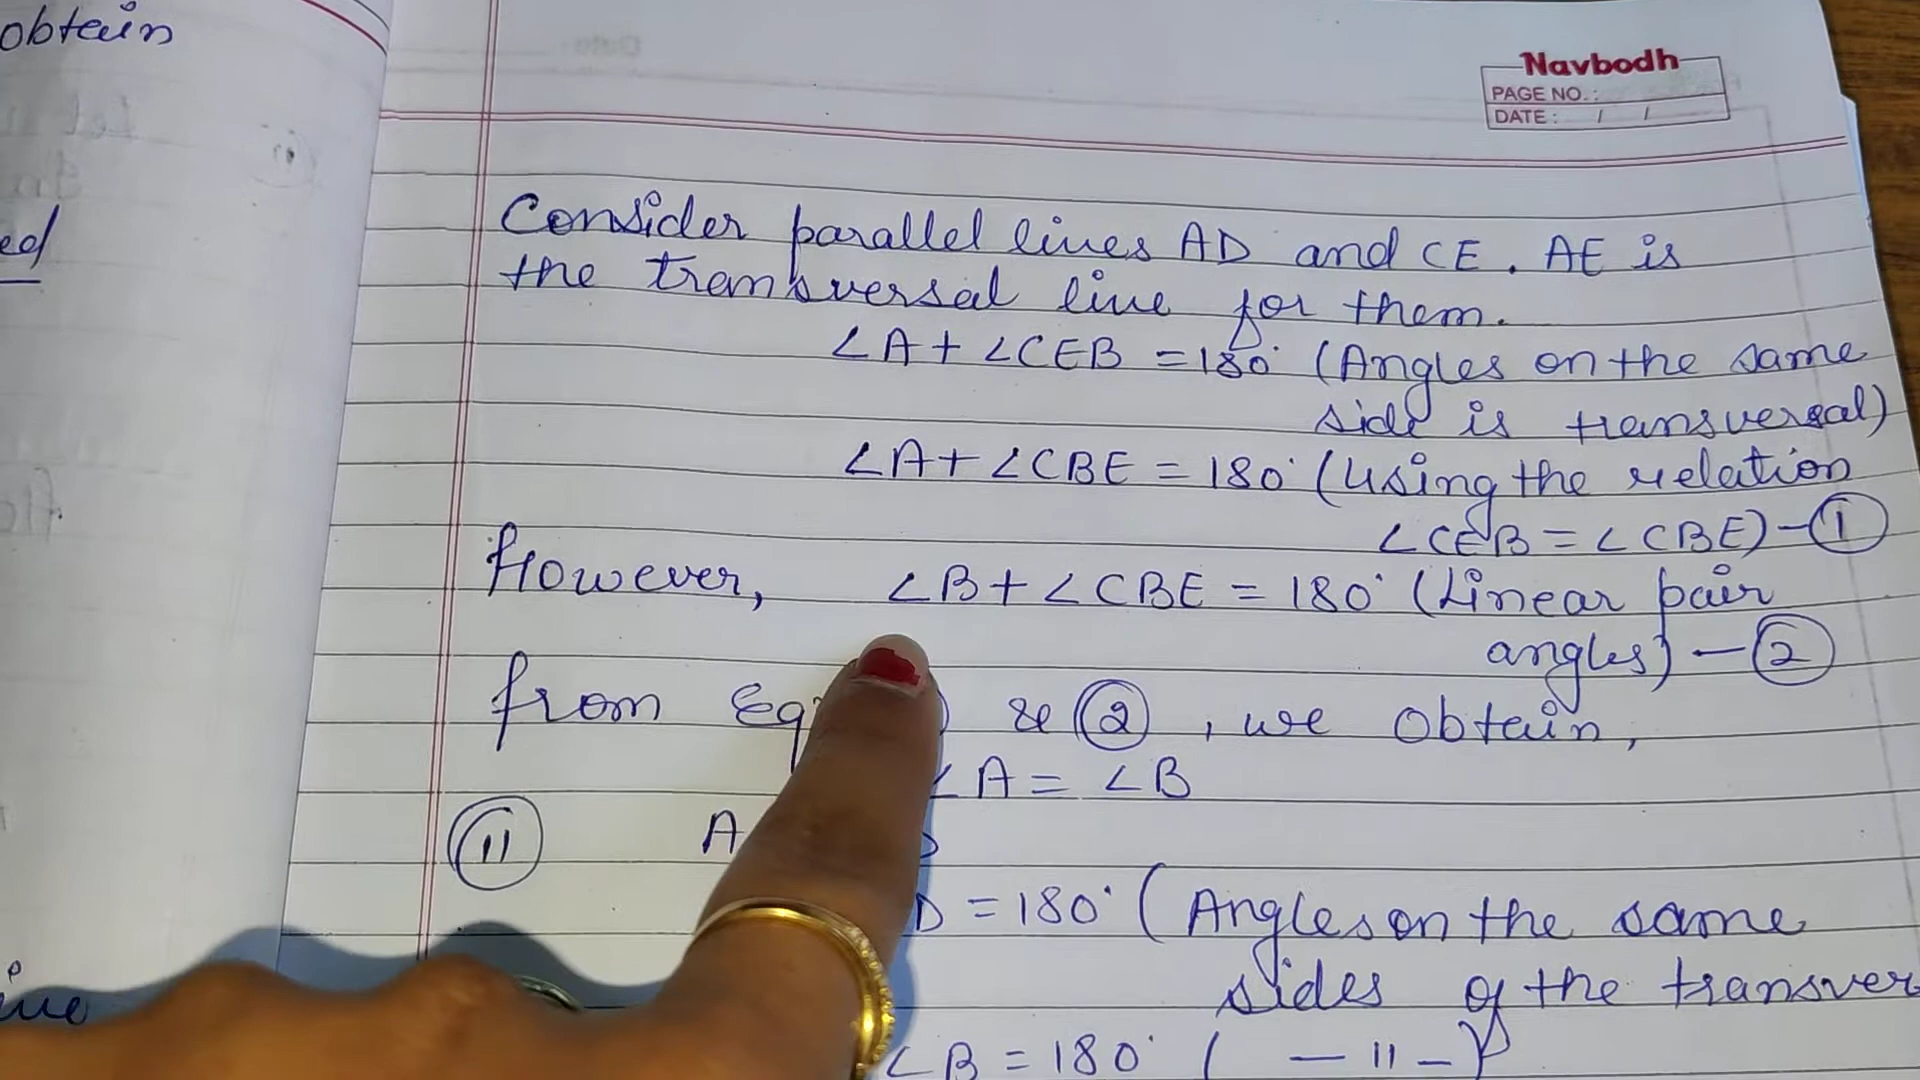 obtain
ed
ine
Navbodh
PAGE NO.:
DATE: / /
Consider parallel lines AD and CE. AE is
the transversal line for them.
∠A + ∠CEB = 180° (Angles on the same
side is transversal)
∠A + ∠CBE = 180° (Using the relation
∠CEB = ∠CBE) — ①
However, ∠B + ∠CBE = 180° (Linear pair
angles) — ②
from & ② , we obtain,
∠A = ∠B
(ii) A
D = 180° (Angles on the same
sides of the transver
∠B = 180° ( — 11 — )